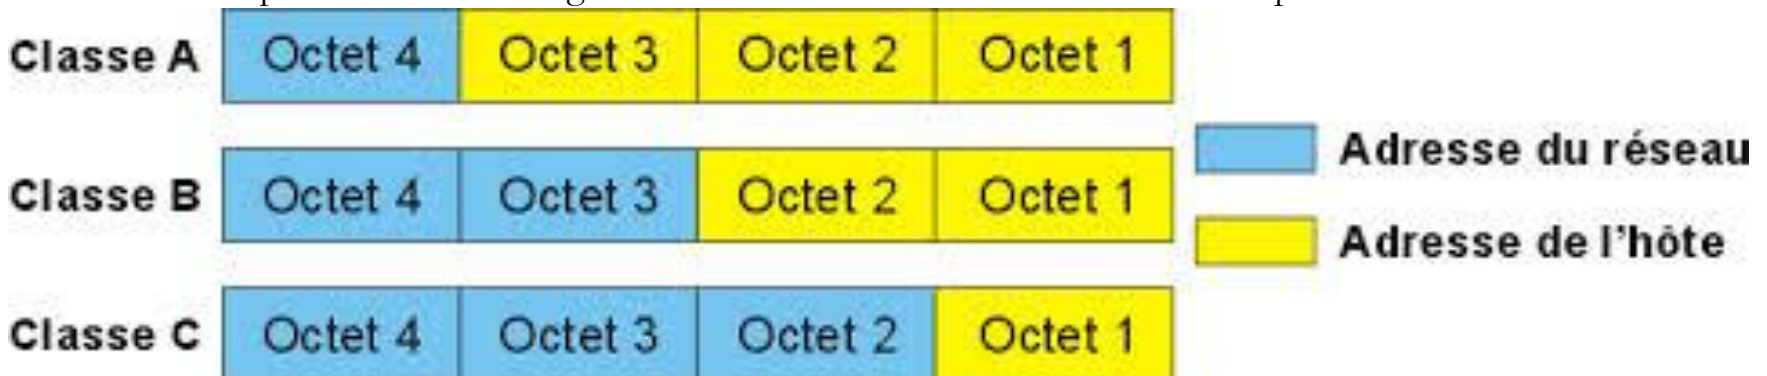 Classe A Octet 4 Octet 3 Octet 2 Octet 1
Adresse du réseau
Classe B Octet 4 Octet 3 Octet 2 Octet 1
Adresse de l'hôte
Classe C Octet 4 Octet 3 Octet 2 Octet 1